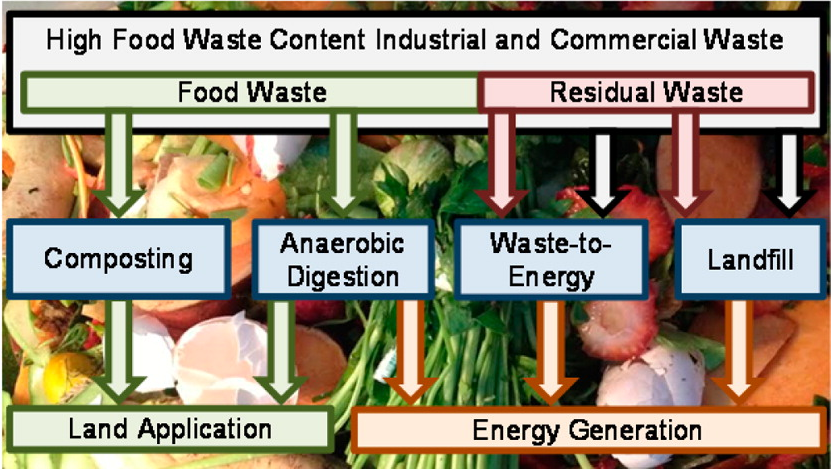 High Food Waste Content Industrial and Commercial Waste
Food Waste
Residual Waste
Composting
Anaerobic
Digestion
Waste-to-
Energy
Landfill
Land Application
Energy Generation